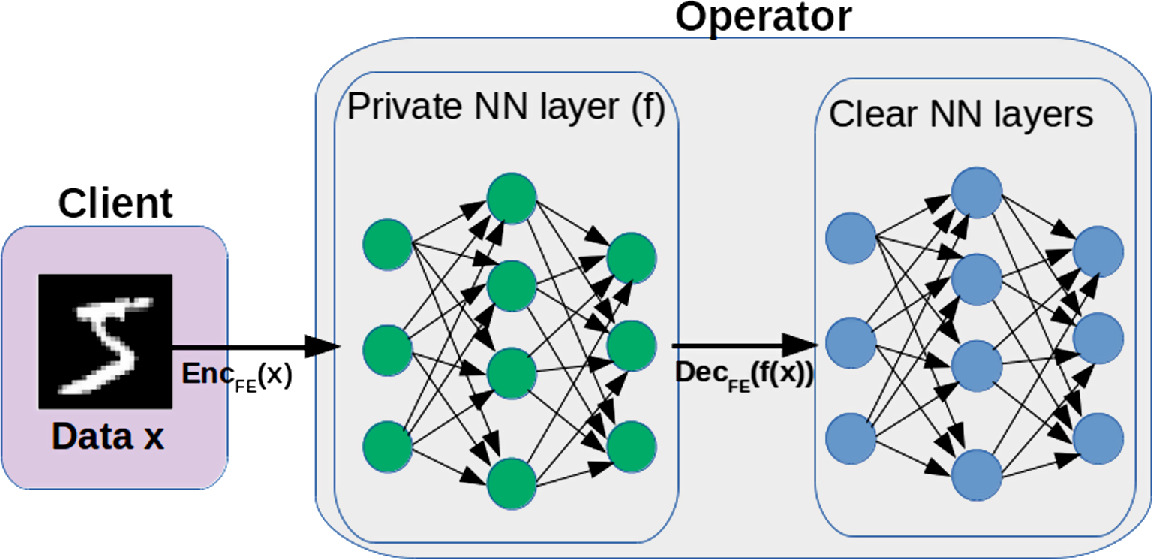 Operator
Private NN layer (f)
Clear NN layers
Client
Enc_FE(x)
Dec_FE(f(x))
Data x